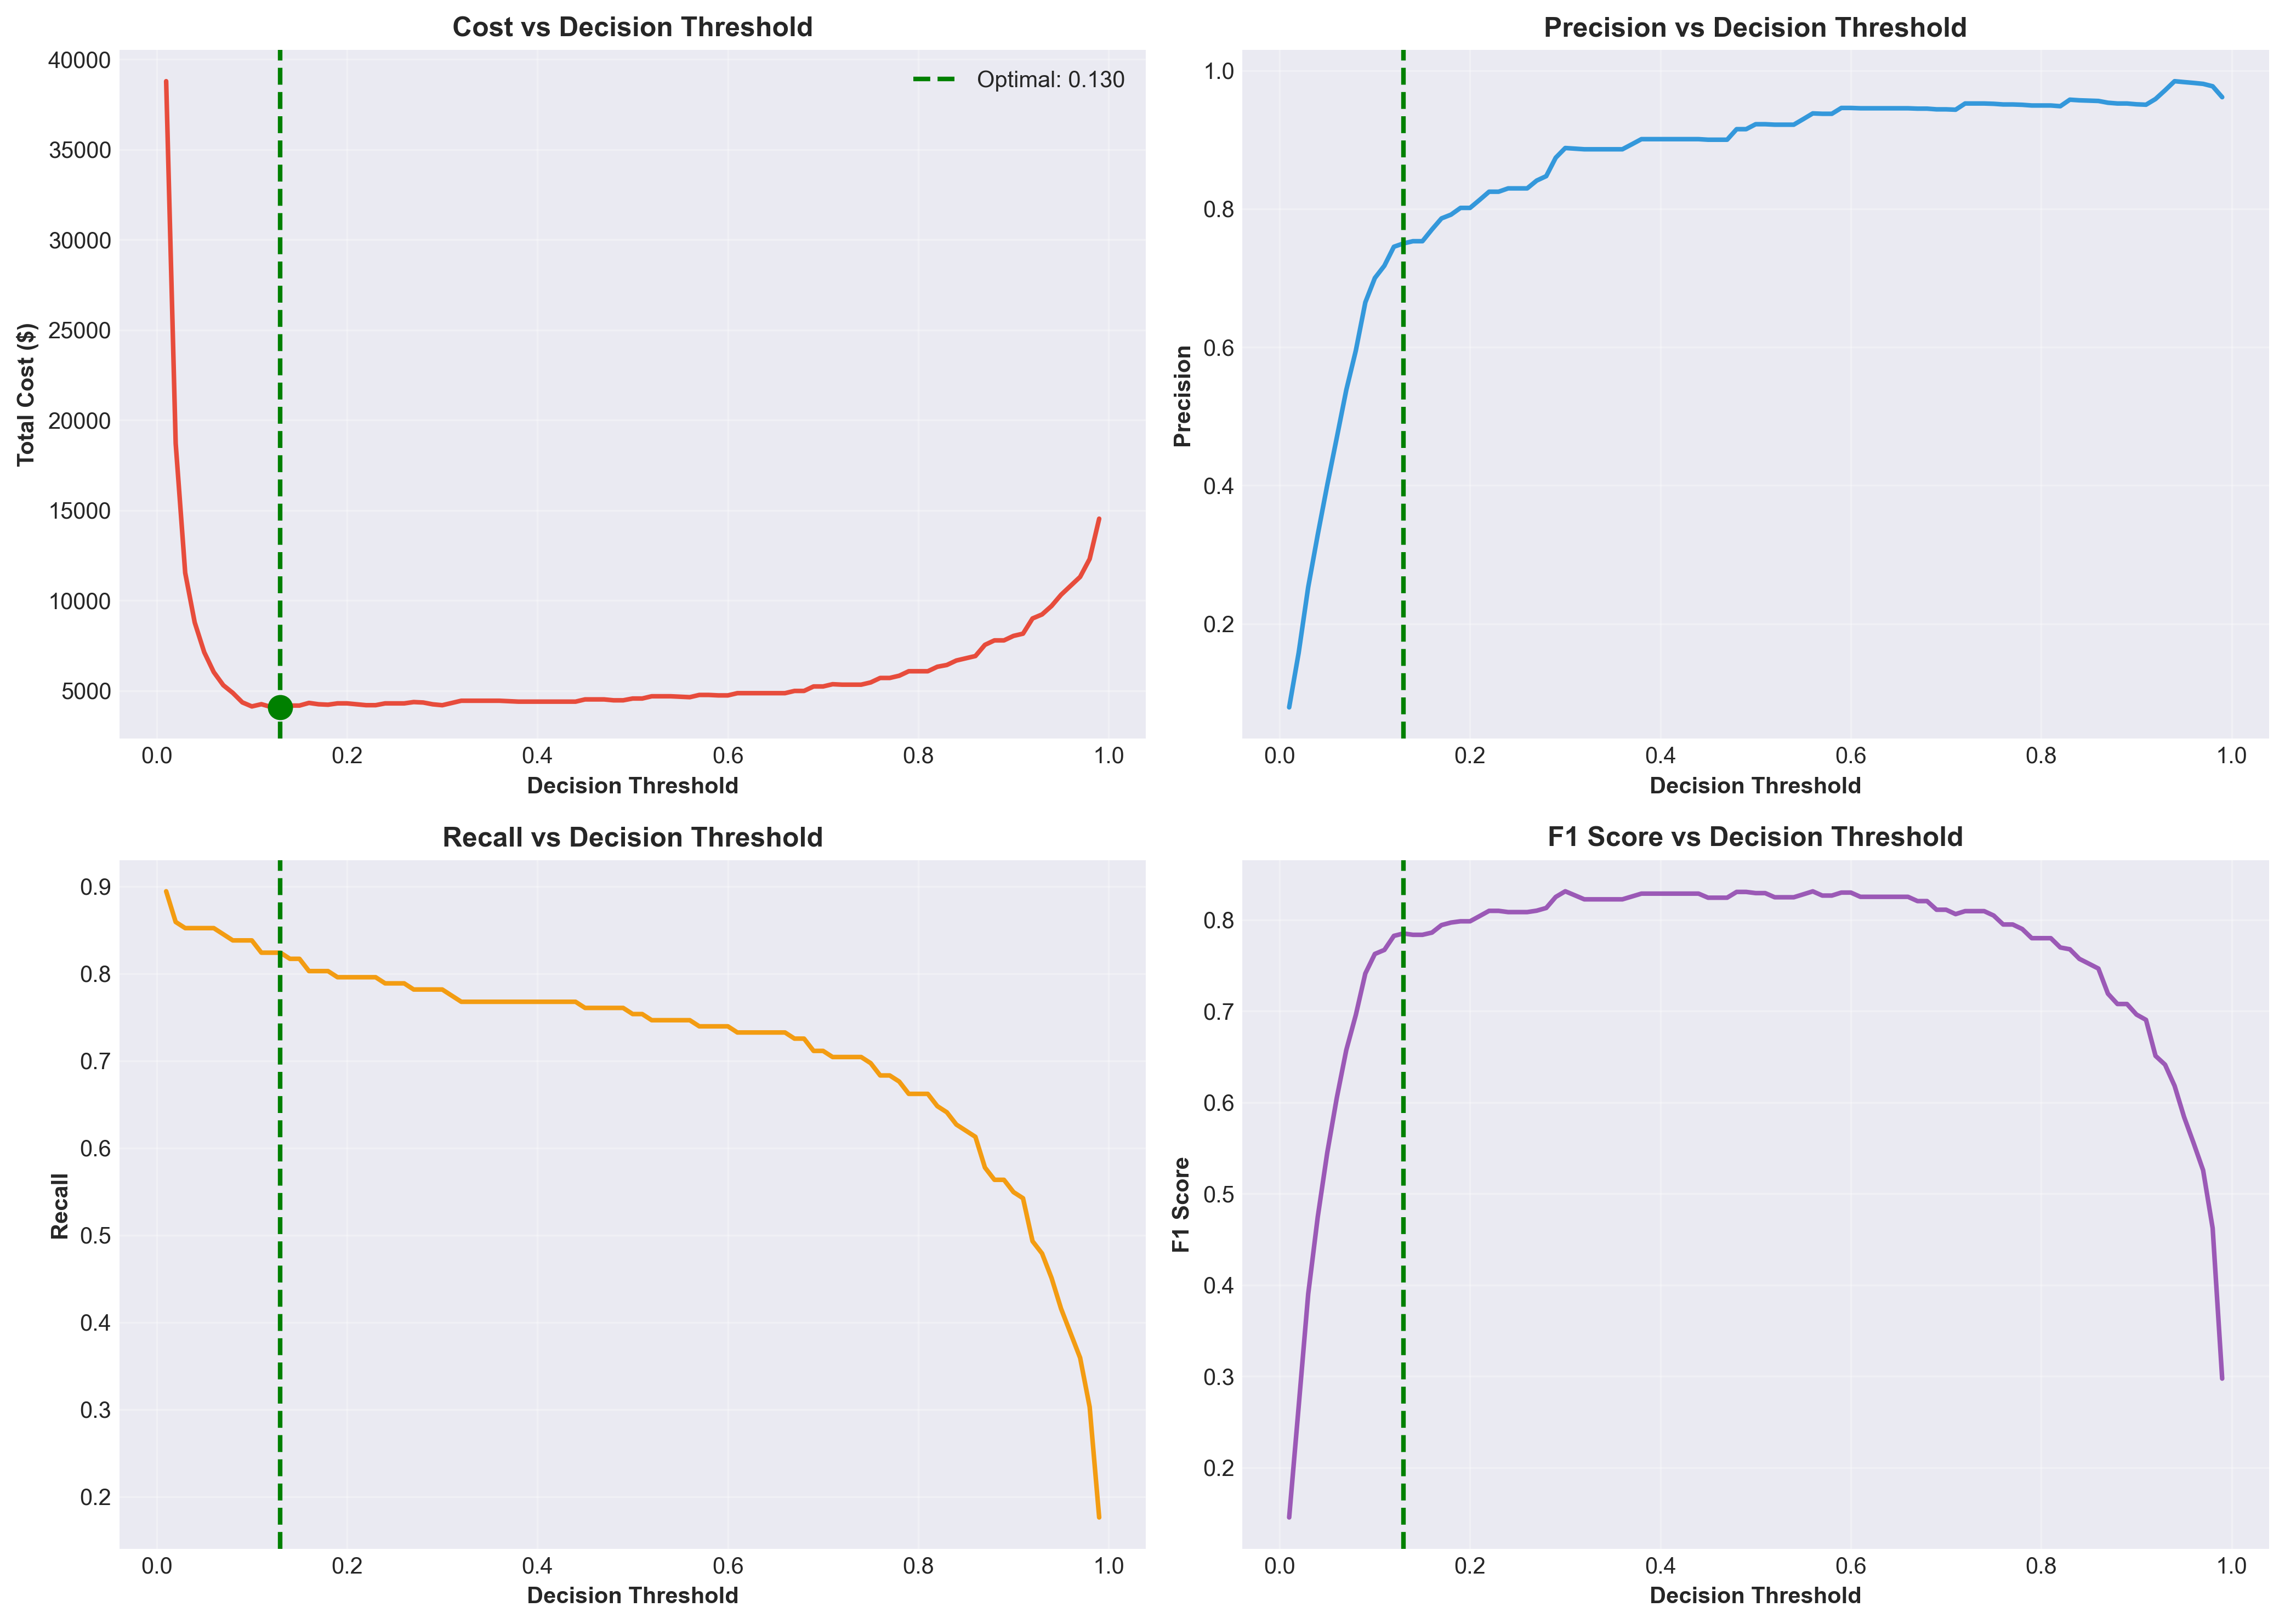 Cost vs Decision Threshold
40000
35000
30000
25000
20000
15000
10000
5000
Total Cost ($)
Optimal: 0.130
0.0 0.2 0.4 0.6 0.8 1.0
Decision Threshold
Precision vs Decision Threshold
1.0
0.8
0.6
0.4
0.2
Precision
0.0 0.2 0.4 0.6 0.8 1.0
Decision Threshold
Recall vs Decision Threshold
0.9
0.8
0.7
0.6
0.5
0.4
0.3
0.2
Recall
0.0 0.2 0.4 0.6 0.8 1.0
Decision Threshold
F1 Score vs Decision Threshold
0.8
0.7
0.6
0.5
0.4
0.3
0.2
F1 Score
0.0 0.2 0.4 0.6 0.8 1.0
Decision Threshold